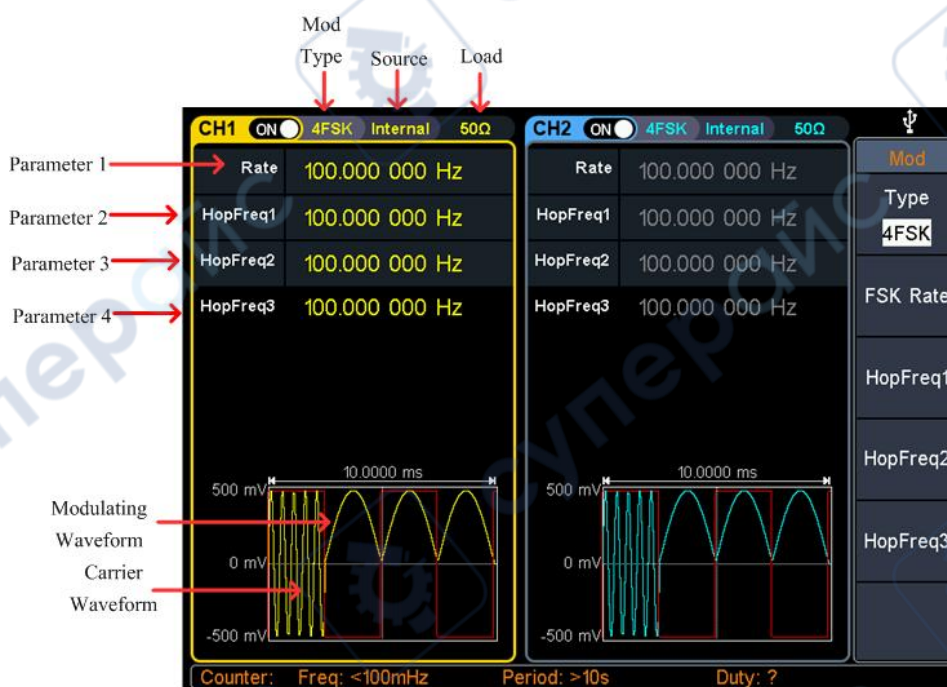 Mod
Type
Source
Load
CH1 ON 4FSK Internal 50Ω
CH2 ON 4FSK Internal 50Ω
Parameter 1
Rate 100.000 000 Hz
Rate 100.000 000 Hz
Parameter 2
HopFreq1 100.000 000 Hz
HopFreq1 100.000 000 Hz
Parameter 3
HopFreq2 100.000 000 Hz
HopFreq2 100.000 000 Hz
Parameter 4
HopFreq3 100.000 000 Hz
HopFreq3 100.000 000 Hz
Mod
Type
4FSK
FSK Rate
HopFreq1
HopFreq2
HopFreq3
10.0000 ms
500 mV
0 mV
-500 mV
10.0000 ms
500 mV
0 mV
-500 mV
Modulating
Waveform
Carrier
Waveform
Counter: Freq: <100mHz Period: >10s Duty: ?
суперайс
суперайс